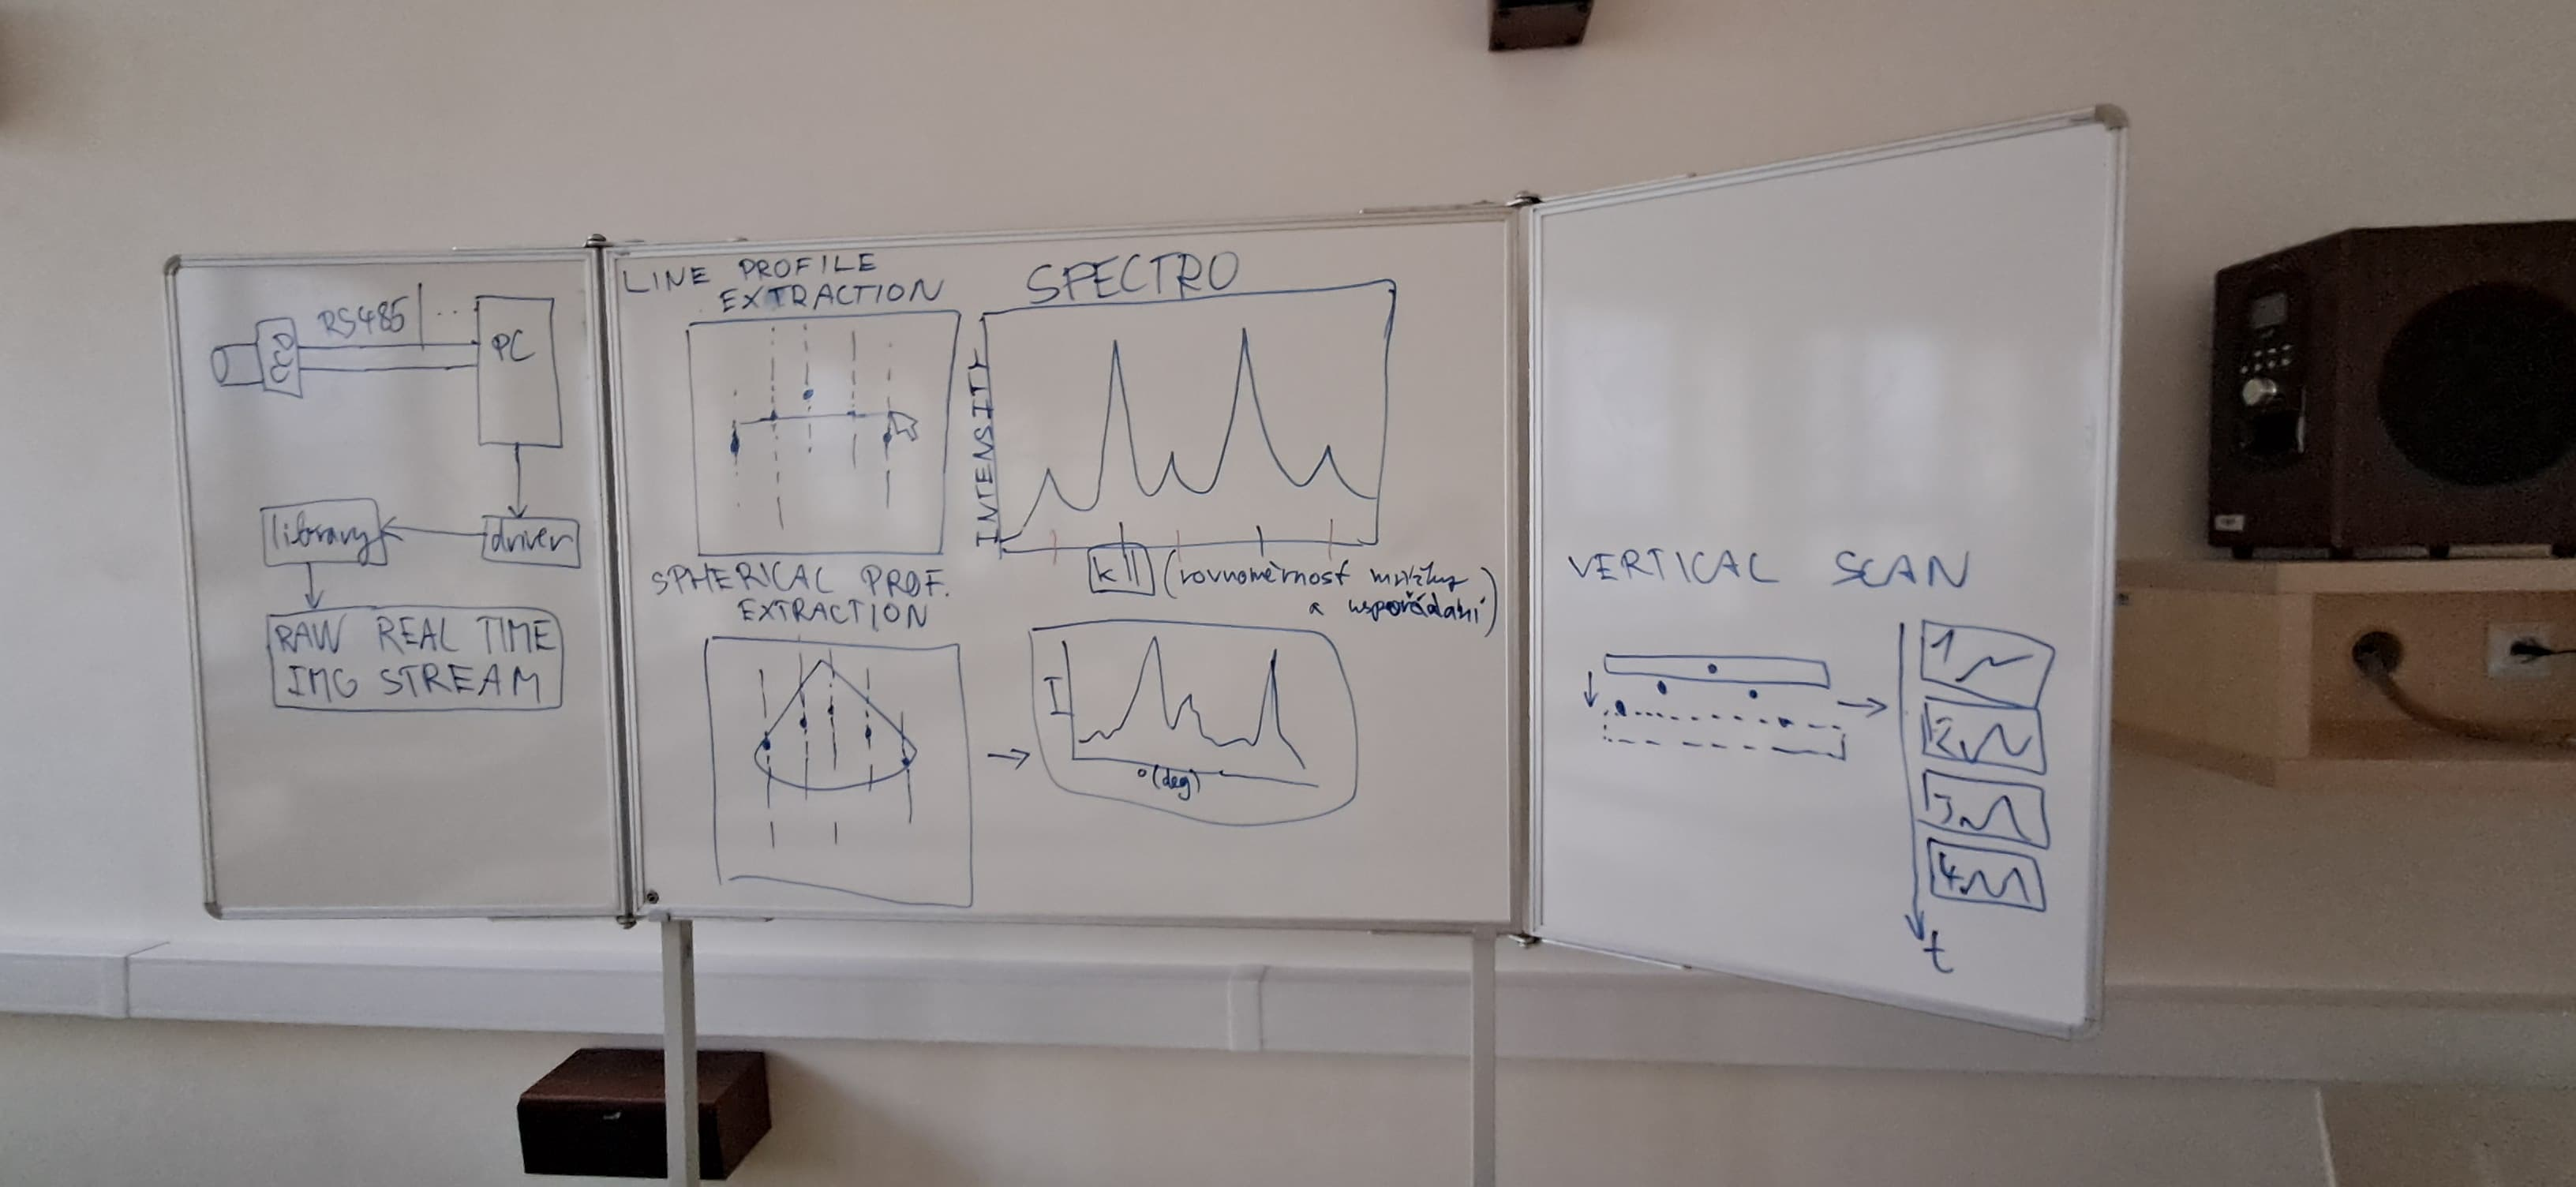 RS485 ...
CCD
PC
library
driver
RAW REAL TIME
IMG STREAM
LINE PROFILE
EXTRACTION
SPECTRO
INTENSITY
k || (rovnoměrnost mřížky
a uspořádání)
SPHERICAL PROF.
EXTRACTION
I
° (deg)
VERTICAL SCAN
1
2
3
4
t